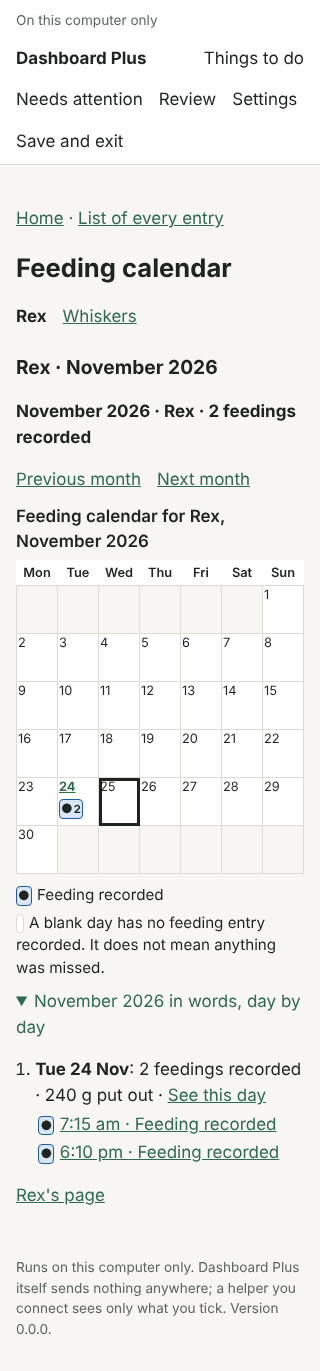 On this computer only
Dashboard Plus Things to do
Needs attention Review Settings
Save and exit
Home · List of every entry
Feeding calendar
Rex Whiskers
Rex · November 2026
November 2026 · Rex · 2 feedings
recorded
Previous month Next month
Feeding calendar for Rex,
November 2026
Mon Tue Wed Thu Fri Sat Sun
1
2 3 4 5 6 7 8
9 10 11 12 13 14 15
16 17 18 19 20 21 22
23 24 25 26 27 28 29
2
30
Feeding recorded
A blank day has no feeding entry
recorded. It does not mean anything
was missed.
▼ November 2026 in words, day by
day
1. Tue 24 Nov: 2 feedings recorded
· 240 g put out · See this day
7:15 am · Feeding recorded
6:10 pm · Feeding recorded
Rex's page
Runs on this computer only. Dashboard Plus
itself sends nothing anywhere; a helper you
connect sees only what you tick. Version
0.0.0.